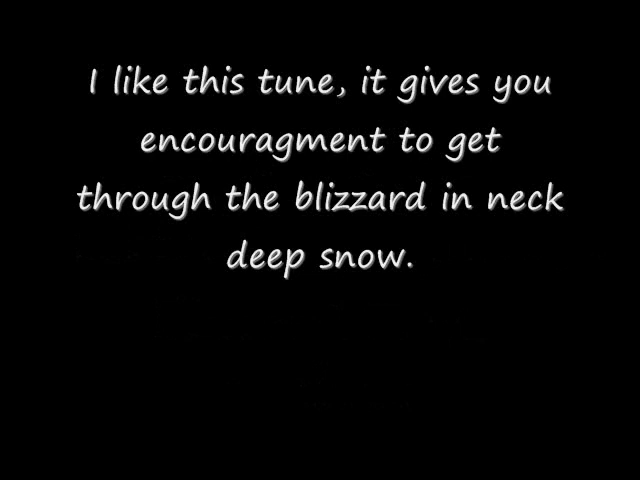 I like this tune, it gives you
encouragment to get
through the blizzard in neck
deep snow.